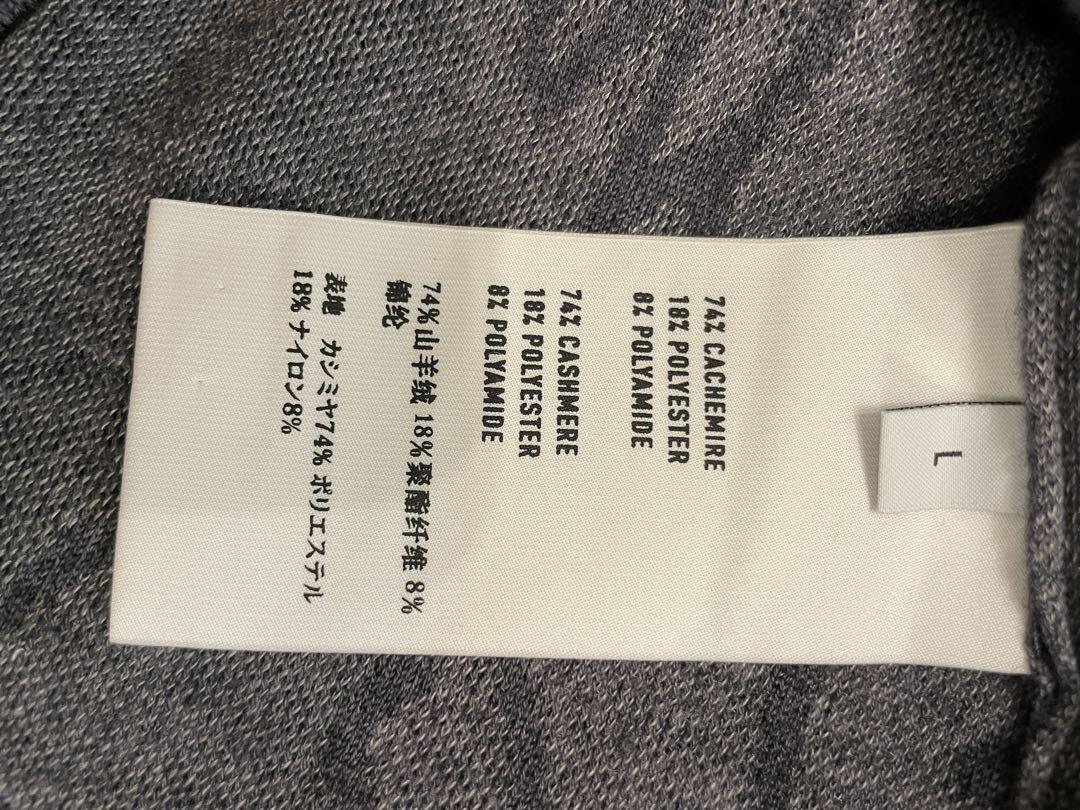 L
74% CACHEMIRE
18% POLYESTER
8% POLYAMIDE
74% CASHMERE
18% POLYESTER
8% POLYAMIDE
74%山羊绒 18%聚酯纤维 8%
锦纶
表地 カシミヤ74% ポリエステル
18% ナイロン8%